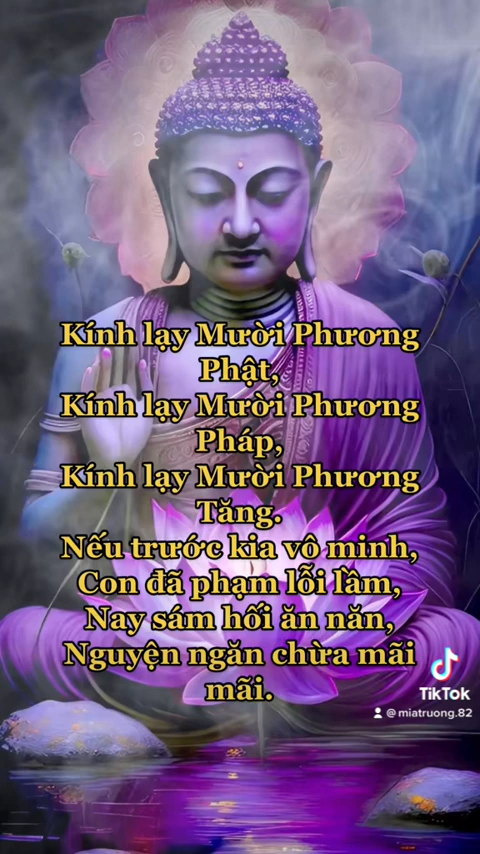 Kính lạy Mười Phương
Phật,
Kính lạy Mười Phương
Pháp,
Kính lạy Mười Phương
Tăng.
Nếu trước kia vô minh,
Con đã phạm lỗi lầm,
Nay sám hối ăn năn,
Nguyện ngăn chừa mãi
mãi.
TikTok
@miatruong.82